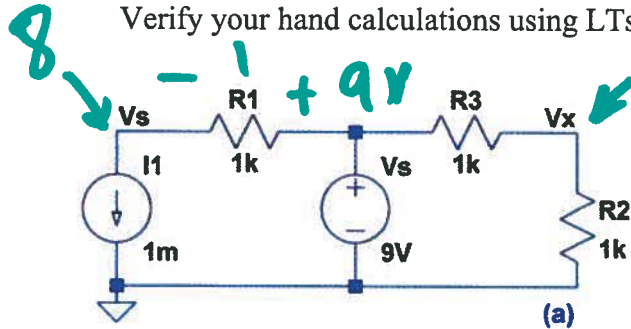 Verify your hand calculations using LTs
8 - 1 + 9V
Vs R1 R3 Vx
I1 1k Vs 1k R2
1m + - 9V 1k
(a)